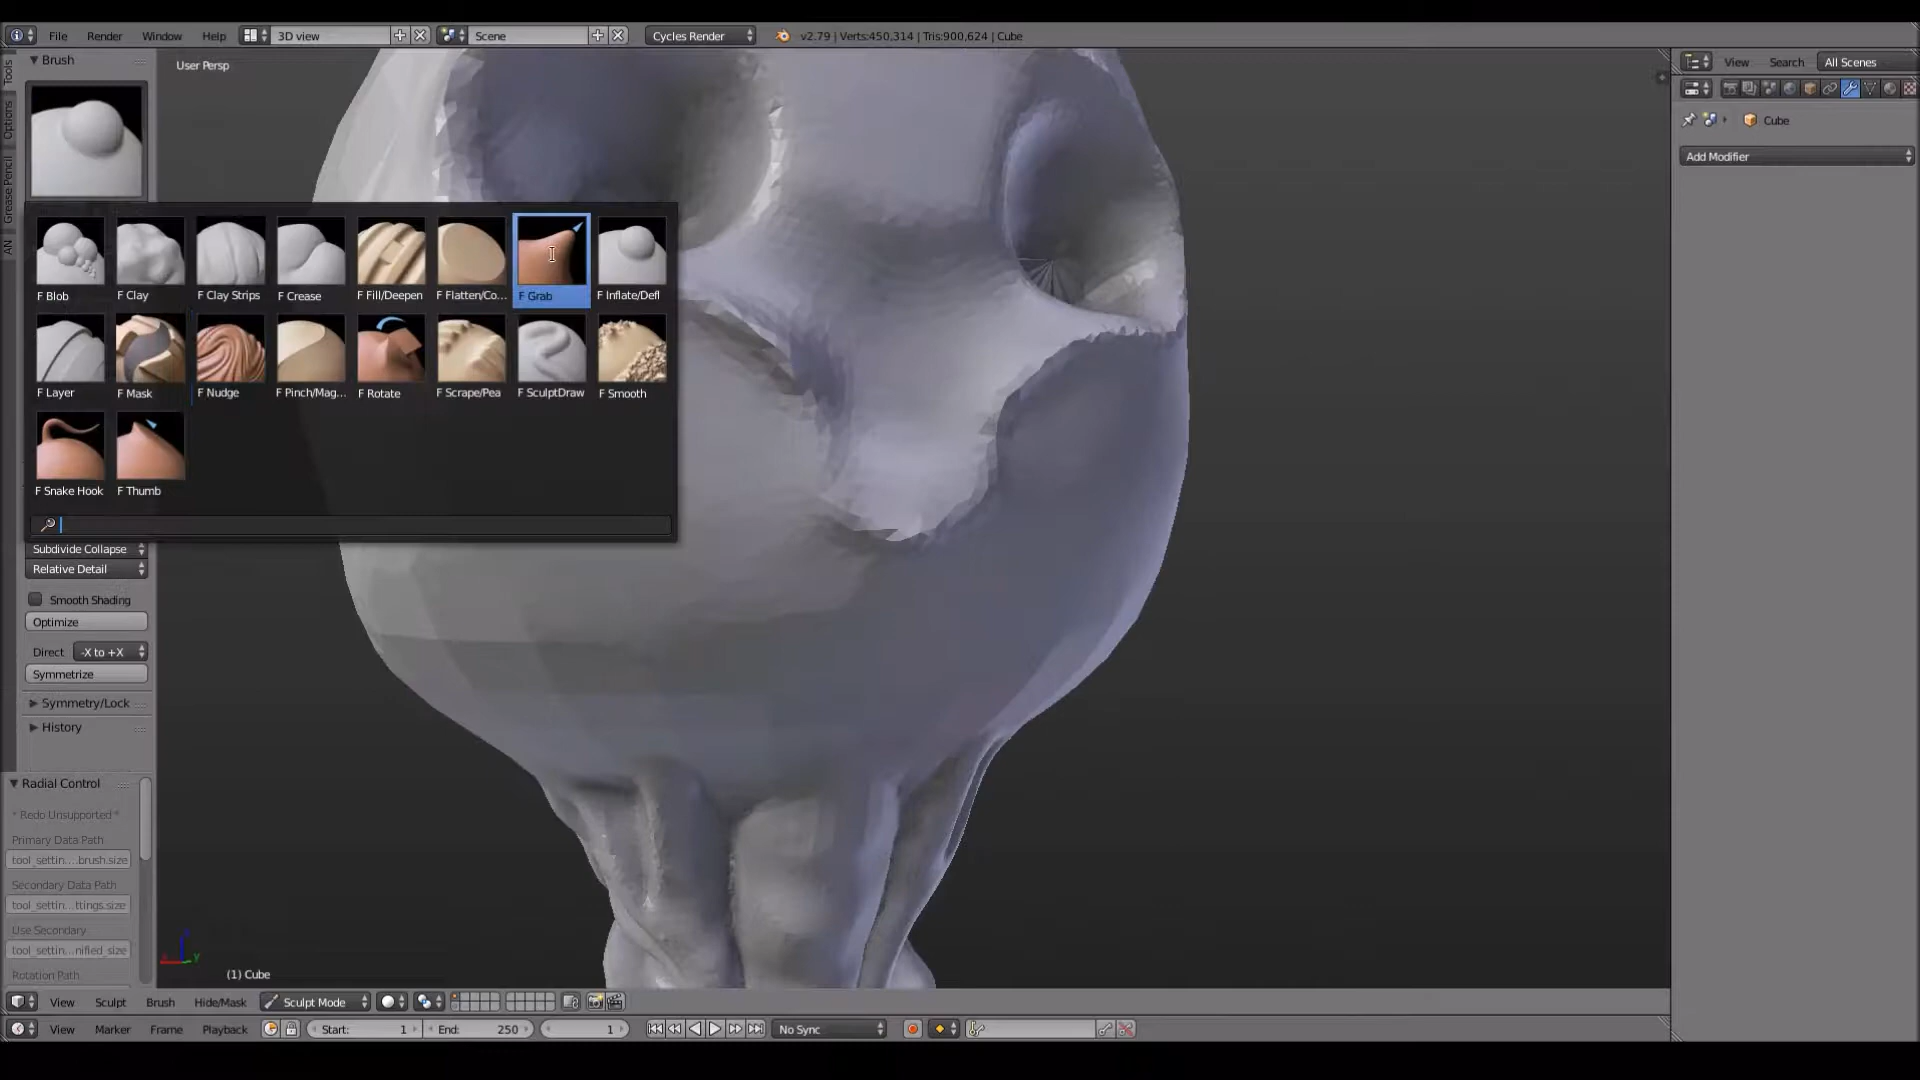 File Render Window Help 3D view Scene Cycles Render v2.79 | Verts:450,314 | Tris:900,624 | Cube
Brush User Persp View Search All Scenes
Tools
Options
Grease Pencil
AN
Cube
Add Modifier
F Blob F Clay F Clay Strips F Crease F Fill/Deepen F Flatten/Co... F Grab F Inflate/Defl
F Layer F Mask F Nudge F Pinch/Mag... F Rotate F Scrape/Pea F SculptDraw F Smooth
F Snake Hook F Thumb
Subdivide Collapse
Relative Detail
Smooth Shading
Optimize
Direct -X to +X
Symmetrize
Symmetry/Lock
History
Radial Control
* Redo Unsupported *
Primary Data Path
tool_settin....brush.size
Secondary Data Path
tool_settin...ttings.size
Use Secondary
tool_settin...nified_size
Rotation Path
(1) Cube
View Sculpt Brush Hide/Mask Sculpt Mode
View Marker Frame Playback Start: 1 End: 250 1 No Sync